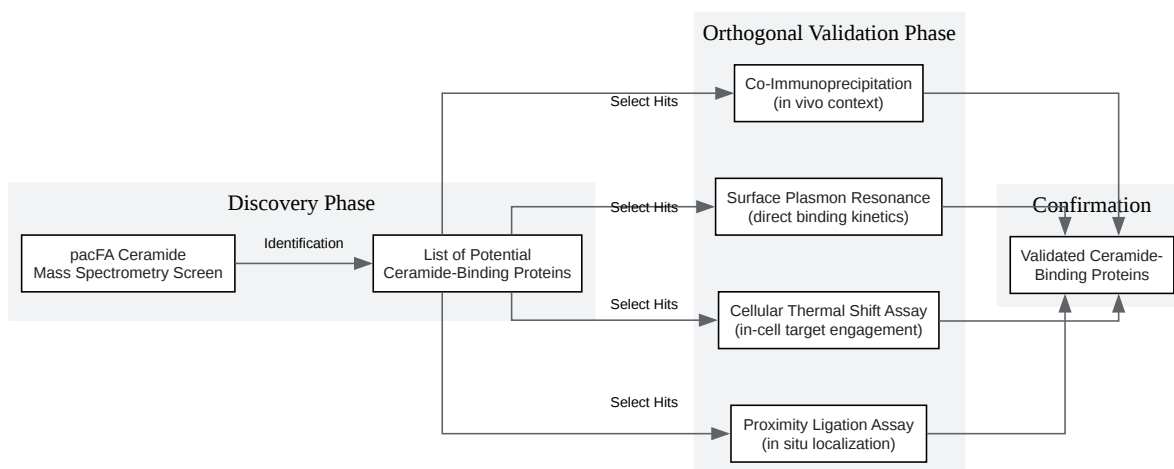 Orthogonal Validation Phase
Co-Immunoprecipitation
(in vivo context)
Select Hits
Discovery Phase
Surface Plasmon Resonance
(direct binding kinetics)
Select Hits
Confirmation
pacFA Ceramide
Mass Spectrometry Screen
Identification
List of Potential
Ceramide-Binding Proteins
Validated Ceramide-
Binding Proteins
Select Hits
Cellular Thermal Shift Assay
(in-cell target engagement)
Select Hits
Proximity Ligation Assay
(in situ localization)